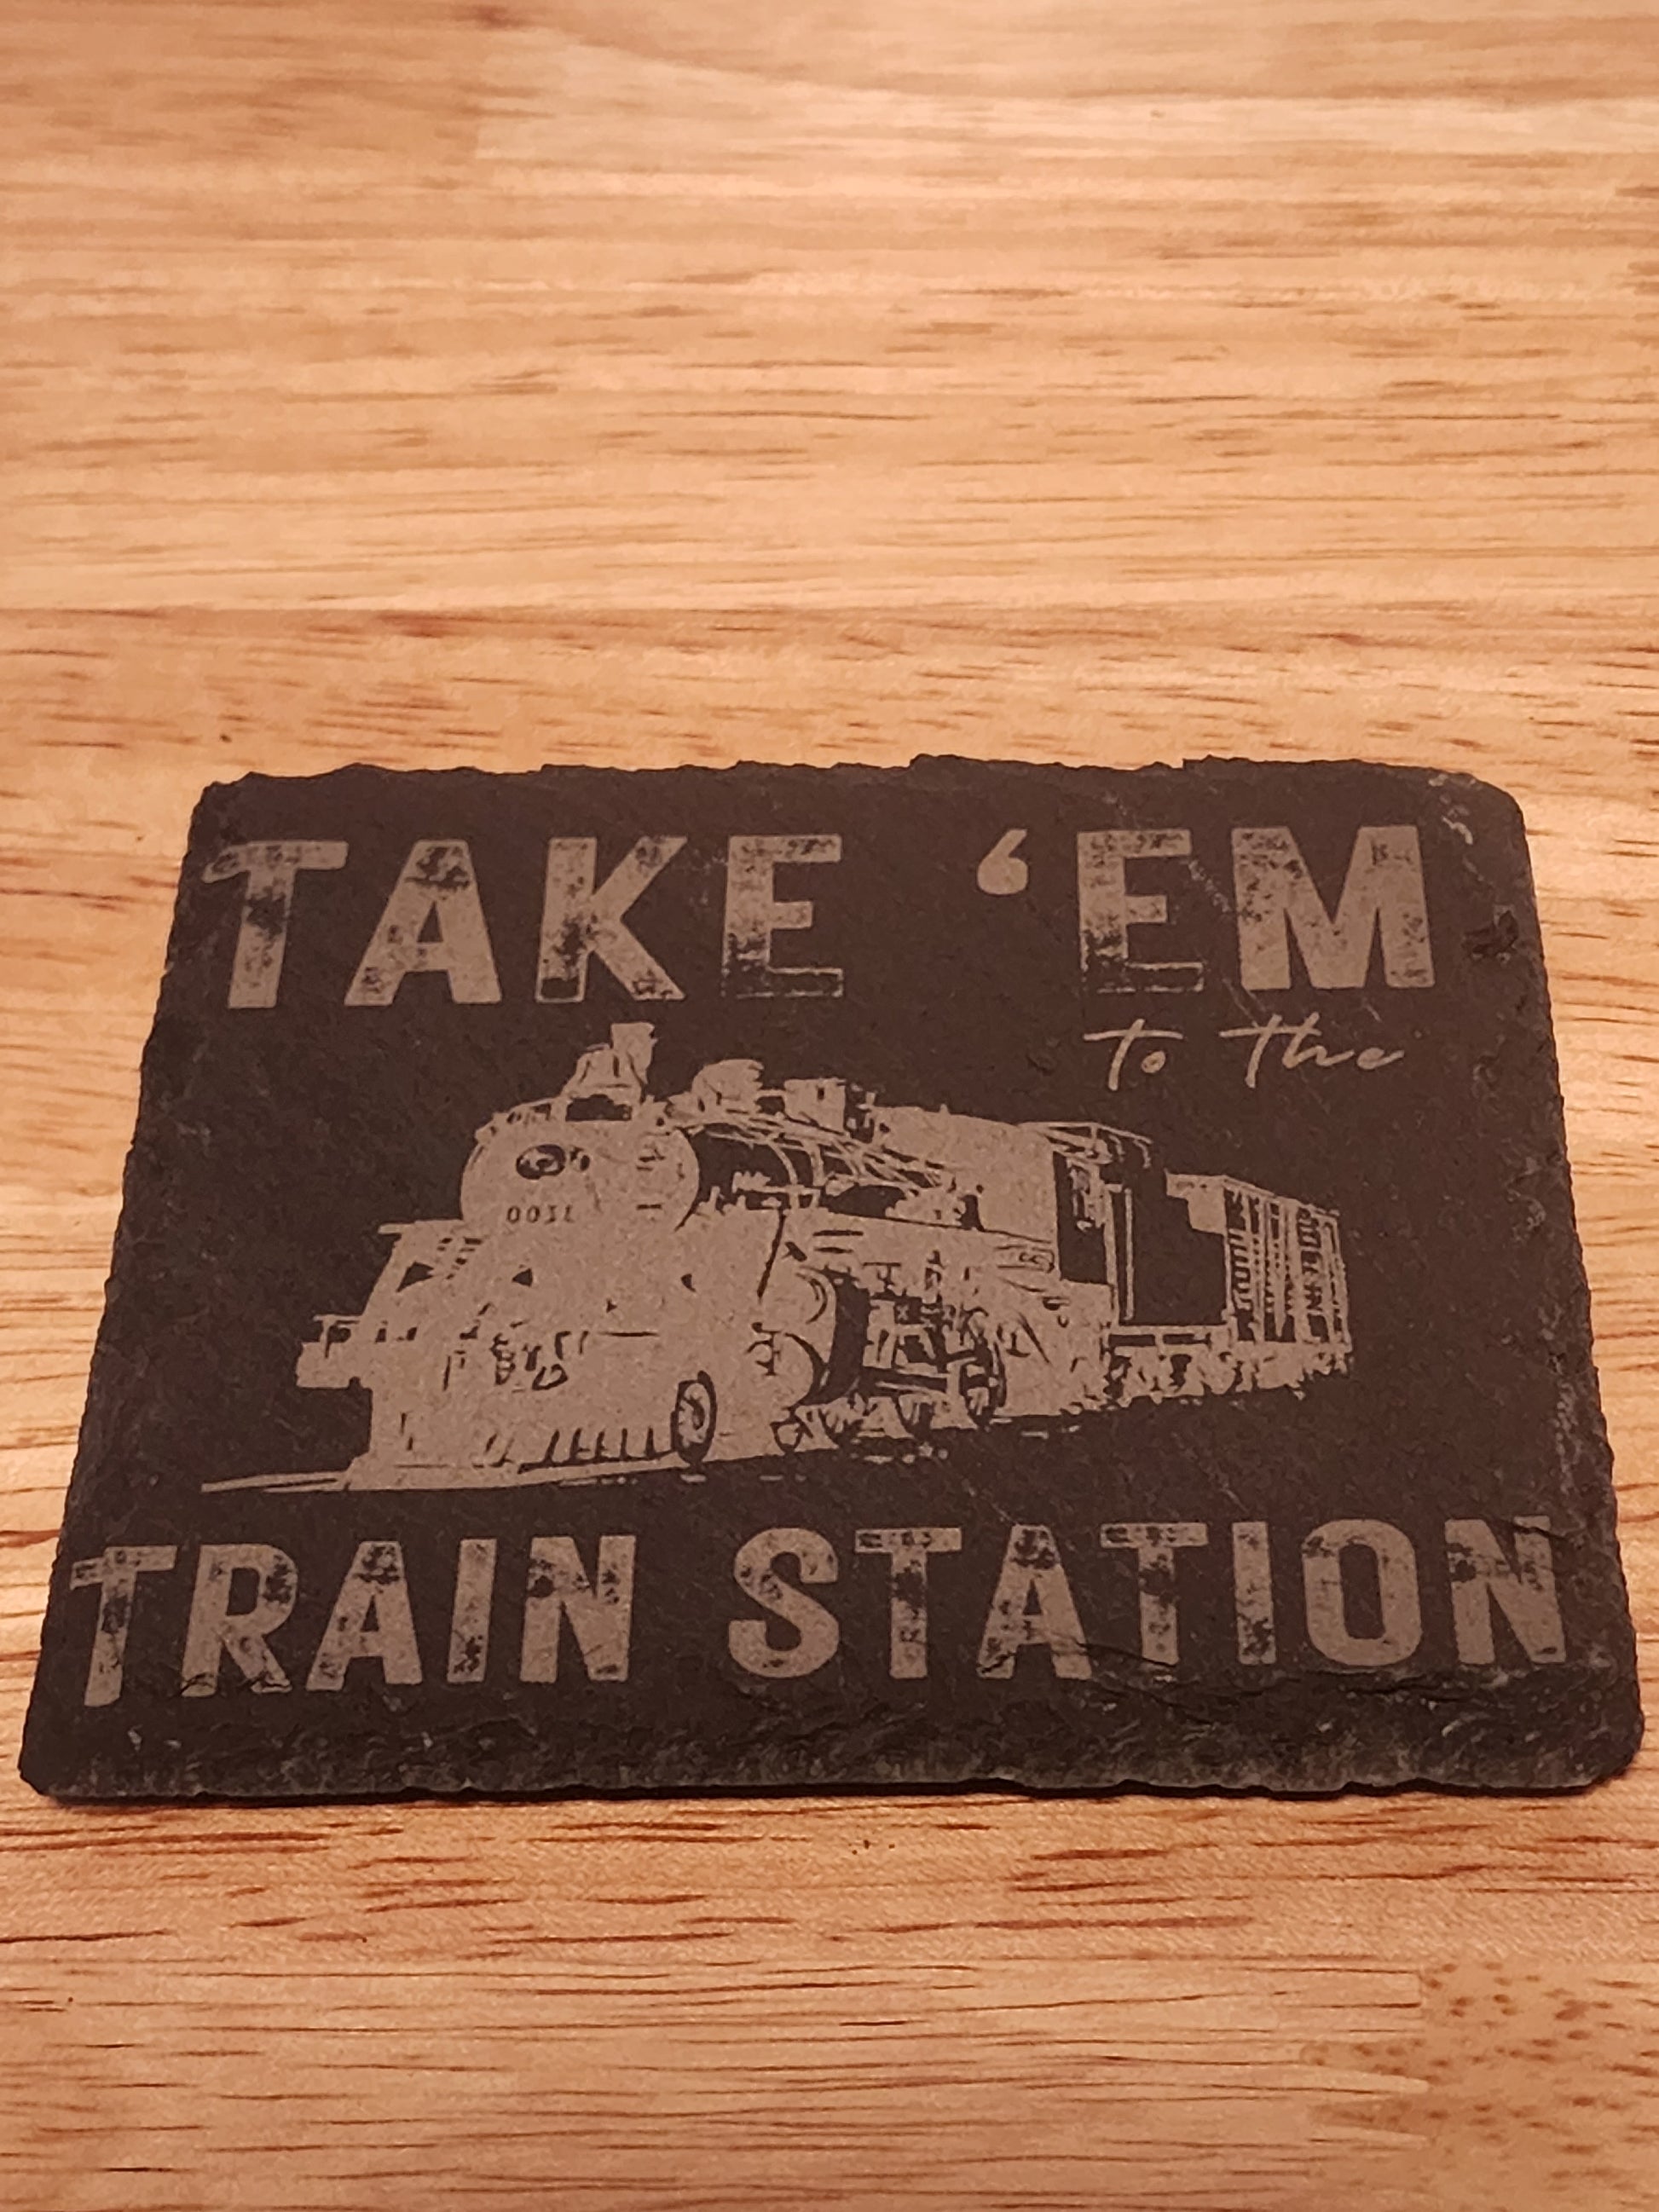 TAKE ‘EM
to the
TRAIN STATION